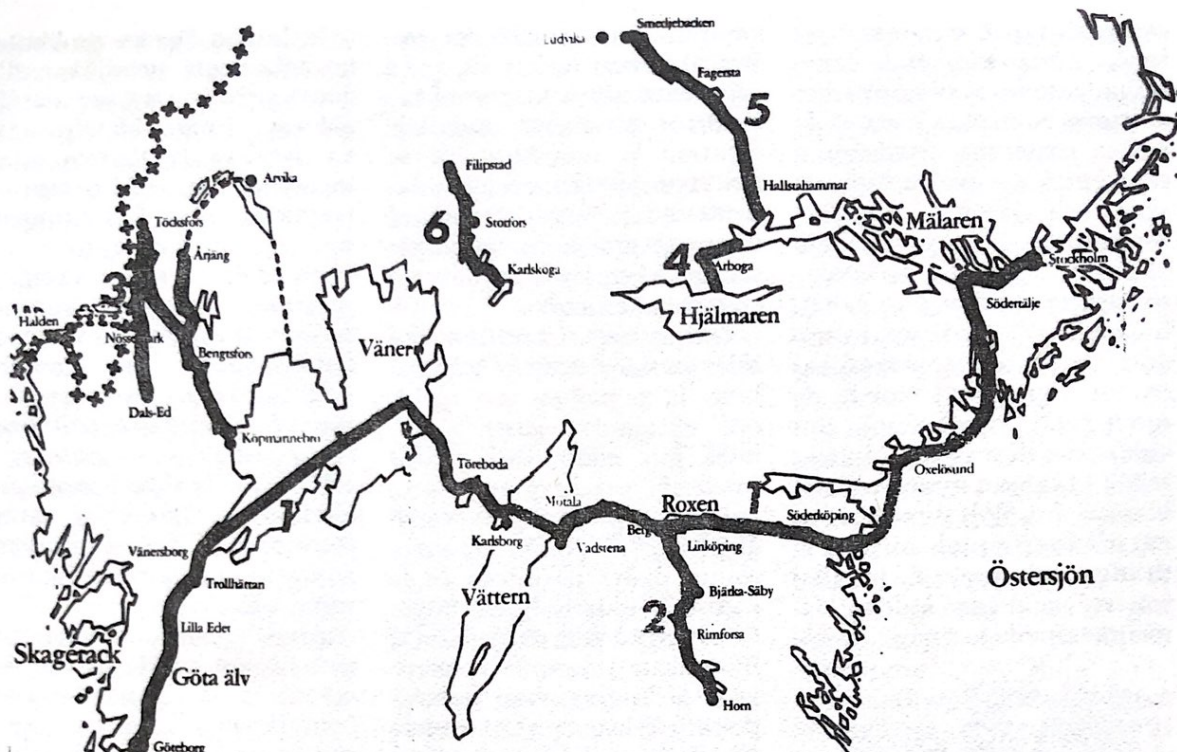 Smedjebacken
Ludvika
Fagersta
5
Filipstad
Hallstahammar
Arvika
Mälaren
Töcksfors
Storfors
6
Årjäng
Karlskoga
4
Arboga
Stockholm
3
Södertälje
Halden
Hjälmaren
Nössemark
Vänern
Bengtsfors
Dals-Ed
Köpmannebro
Töreboda
Oxelösund
Motala
Roxen
1
Söderköping
1
Karlsborg
Berg
Vadstena
Linköping
Vänersborg
Östersjön
Trollhättan
Bjärka-Säby
Vättern
2
Lilla Edet
Rimforsa
Skagerack
Göta älv
Horn
Göteborg